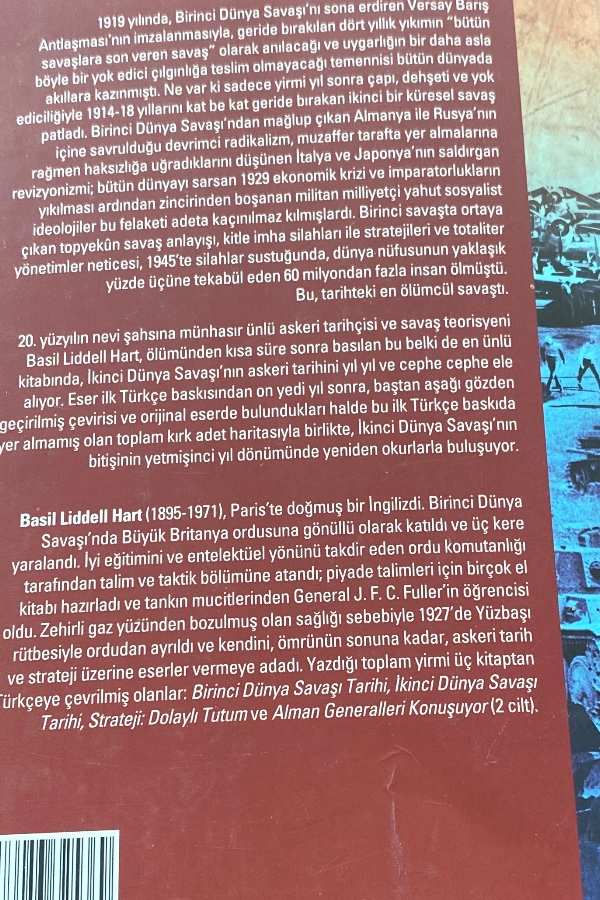 1919 yılında, Birinci Dünya Savaşı’nı sona erdiren Versay Barış
Antlaşması’nın imzalanmasıyla, geride bırakılan dört yıllık yıkımın “bütün
savaşlara son veren savaş” olarak anılacağı ve uygarlığın bir daha asla
böyle bir yok edici çılgınlığa teslim olmayacağı temennisi bütün dünyada
akıllara kazınmıştı. Ne var ki sadece yirmi yıl sonra çapı, dehşeti ve yok
ediciliğiyle 1914-18 yıllarını kat be kat geride bırakan ikinci bir küresel savaş
patladı. Birinci Dünya Savaşı’ndan mağlup çıkan Almanya ile Rusya’nın
içine savrulduğu devrimci radikalizm, muzaffer tarafta yer almalarına
rağmen haksızlığa uğradıklarını düşünen İtalya ve Japonya’nın saldırgan
revizyonizmi; bütün dünyayı sarsan 1929 ekonomik krizi ve imparatorlukların
yıkılması ardından zincirinden boşanan militan milliyetçi yahut sosyalist
ideolojiler bu felaketi adeta kaçınılmaz kılmışlardı. Birinci savaşta ortaya
çıkan topyekûn savaş anlayışı, kitle imha silahları ile stratejileri ve totaliter
yönetimler neticesi, 1945’te silahlar sustuğunda, dünya nüfusunun yaklaşık
yüzde üçüne tekabül eden 60 milyondan fazla insan ölmüştü.
Bu, tarihteki en ölümcül savaştı.
20. yüzyılın nevi şahsına münhasır ünlü askeri tarihçisi ve savaş teorisyeni
Basil Liddell Hart, ölümünden kısa süre sonra basılan bu belki de en ünlü
kitabında, İkinci Dünya Savaşı’nın askeri tarihini yıl yıl ve cephe cephe ele
alıyor. Eser ilk Türkçe baskısından on yedi yıl sonra, baştan aşağı gözden
geçirilmiş çevirisi ve orijinal eserde bulundukları halde bu ilk Türkçe baskıda
yer almamış olan toplam kırk adet haritasıyla birlikte, İkinci Dünya Savaşı’nın
bitişinin yetmişinci yıl dönümünde yeniden okurlarla buluşuyor.
Basil Liddell Hart (1895-1971), Paris’te doğmuş bir İngilizdi. Birinci Dünya
Savaşı’nda Büyük Britanya ordusuna gönüllü olarak katıldı ve üç kere
yaralandı. İyi eğitimini ve entelektüel yönünü takdir eden ordu komutanlığı
tarafından talim ve taktik bölümüne atandı; piyade talimleri için birçok el
kitabı hazırladı ve tankın mucitlerinden General J. F. C. Fuller’in öğrencisi
oldu. Zehirli gaz yüzünden bozulmuş olan sağlığı sebebiyle 1927’de Yüzbaşı
rütbesiyle ordudan ayrıldı ve kendini, ömrünün sonuna kadar, askeri tarih
ve strateji üzerine eserler vermeye adadı. Yazdığı toplam yirmi üç kitaptan
Türkçeye çevrilmiş olanlar: Birinci Dünya Savaşı Tarihi, İkinci Dünya Savaşı
Tarihi, Strateji: Dolaylı Tutum ve Alman Generalleri Konuşuyor (2 cilt).